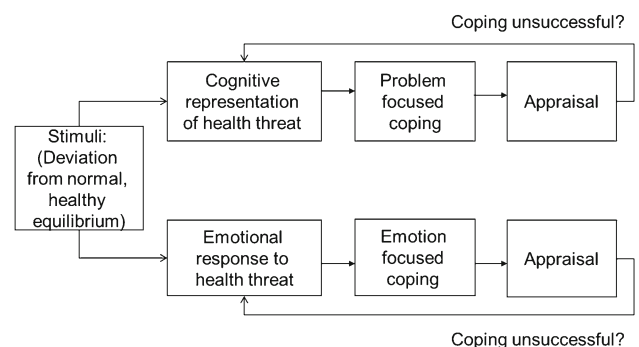 Coping unsuccessful?
Cognitive
representation
of health threat
Problem
focused
coping
Appraisal
Stimuli:
(Deviation
from normal,
healthy
equilibrium)
Emotional
response to
health threat
Emotion
focused
coping
Appraisal
Coping unsuccessful?